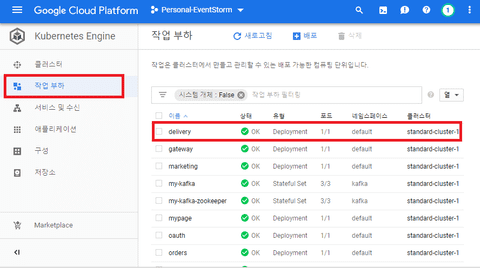 Google Cloud Platform
Personal-EventStorm
1
Kubernetes Engine
작업 부하
새로고침
배포
삭제
클러스터
작업 부하
서비스 및 수신
애플리케이션
구성
저장소
Marketplace
작업은 클러스터에서 만들고 관리할 수 있는 배포 가능한 컴퓨팅 단위입니다.
시스템 개체 : False
작업 부하 필터링
열
이름
상태
유형
포드
네임스페이스
클러스터
delivery OK Deployment 1/1 default standard-cluster-1
gateway OK Deployment 1/1 default standard-cluster-1
marketing OK Deployment 1/1 default standard-cluster-1
my-kafka OK Stateful Set 3/3 kafka standard-cluster-1
my-kafka-zookeeper OK Stateful Set 3/3 kafka standard-cluster-1
mypage OK Deployment 1/1 default standard-cluster-1
oauth OK Deployment 1/1 default standard-cluster-1
orders OK Deployment 1/1 default standard-cluster-1